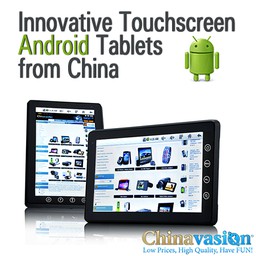 Innovative Touchscreen
Android Tablets
from China
Chinavasion
Low Prices, High Quality, Have FUN!